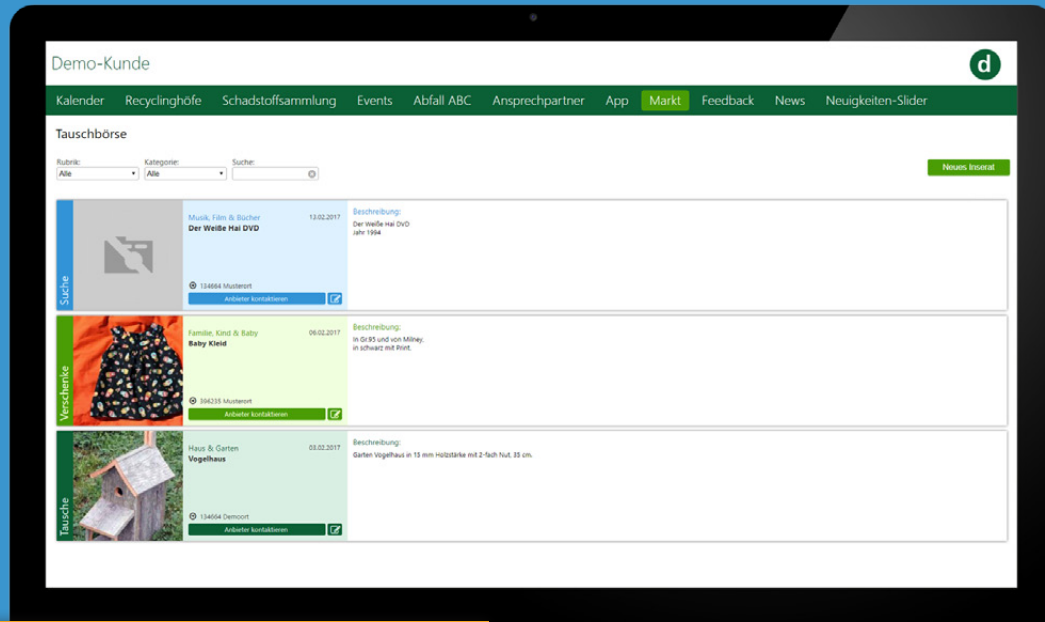 Demo-Kunde
d
Kalender Recyclinghöfe Schadstoffsammlung Events Abfall ABC Ansprechpartner App Markt Feedback News Neuigkeiten-Slider
Tauschbörse
Rubrik: Kategorie: Suche:
Alle Alle
Neues Inserat
Suche
Musik, Film & Bücher 13.02.2017
Der Weiße Hai DVD
134664 Musterort
Anbieter kontaktieren
Beschreibung:
Der Weiße Hai DVD
Jahr 1994
Verschenke
Familie, Kind & Baby 06.02.2017
Baby Kleid
396235 Musterort
Anbieter kontaktieren
Beschreibung:
In Gr.95 und von Milney.
in schwarz mit Print.
Tausche
Haus & Garten 03.02.2017
Vogelhaus
134664 Demoort
Anbieter kontaktieren
Beschreibung:
Garten Vogelhaus in 15 mm Holzstärke mit 2-fach Nut. 35 cm.